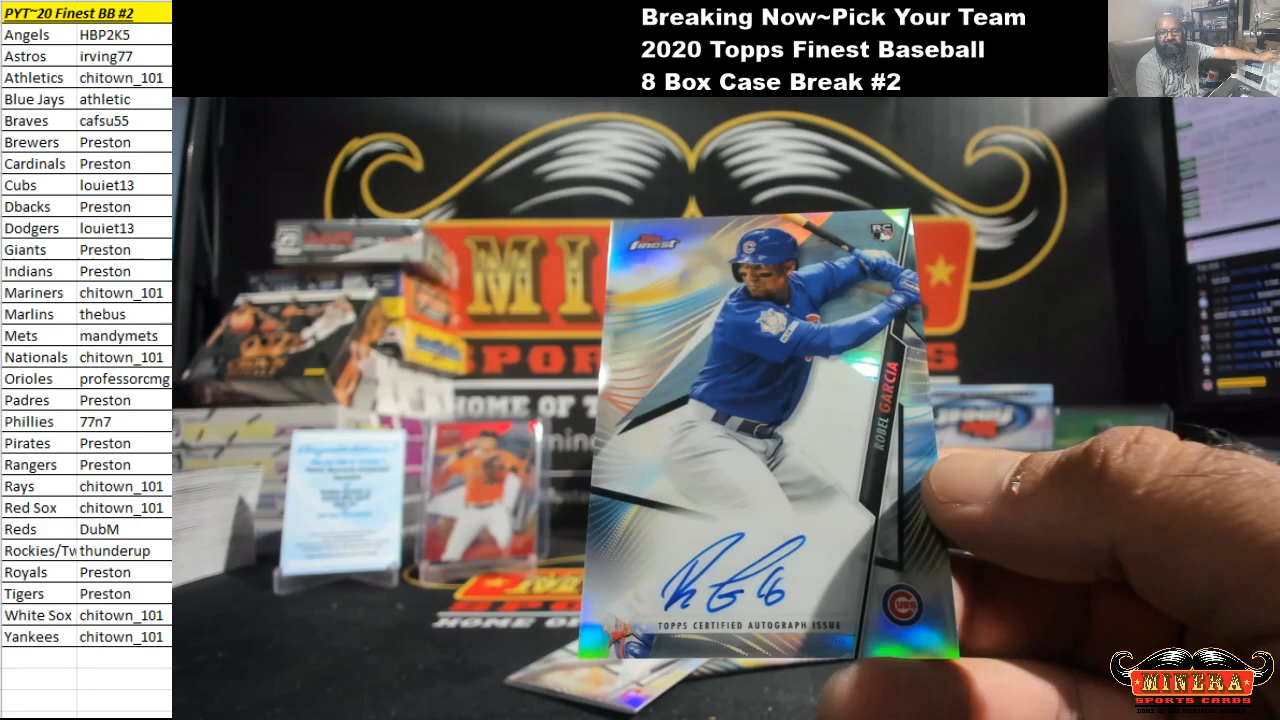 PYT~20 Finest BB #2
Angels HBP2K5
Astros irving77
Athletics chitown_101
Blue Jays athletic
Braves cafsu55
Brewers Preston
Cardinals Preston
Cubs louiet13
Dbacks Preston
Dodgers louiet13
Giants Preston
Indians Preston
Mariners chitown_101
Marlins thebus
Mets mandymets
Nationals chitown_101
Orioles professorcmg
Padres Preston
Phillies 77n7
Pirates Preston
Rangers Preston
Rays chitown_101
Red Sox chitown_101
Reds DubM
Rockies/Tw thunderup
Royals Preston
Tigers Preston
White Sox chitown_101
Yankees chitown_101
Breaking Now~Pick Your Team
2020 Topps Finest Baseball
8 Box Case Break #2
MI
SPOR
HOME OF T
Topps
finest
RC
ROBEL GARCIA
TOPPS CERTIFIED AUTOGRAPH ISSUE
CUBS
MINERA
SPORTS CARDS